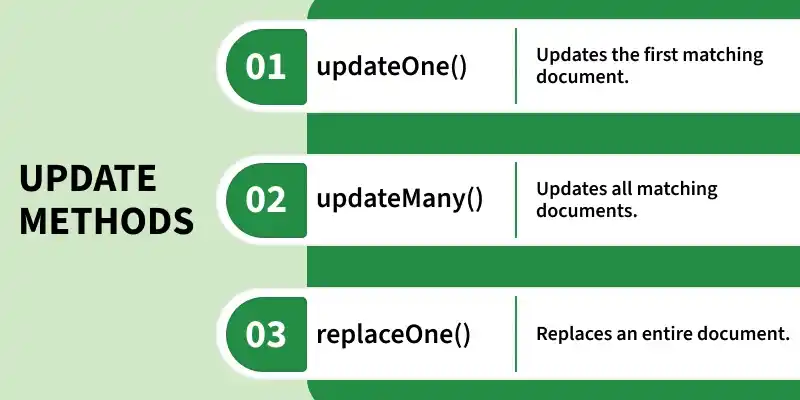 UPDATE
METHODS
01
updateOne()
Updates the first matching
document.
02
updateMany()
Updates all matching
documents.
03
replaceOne()
Replaces an entire document.